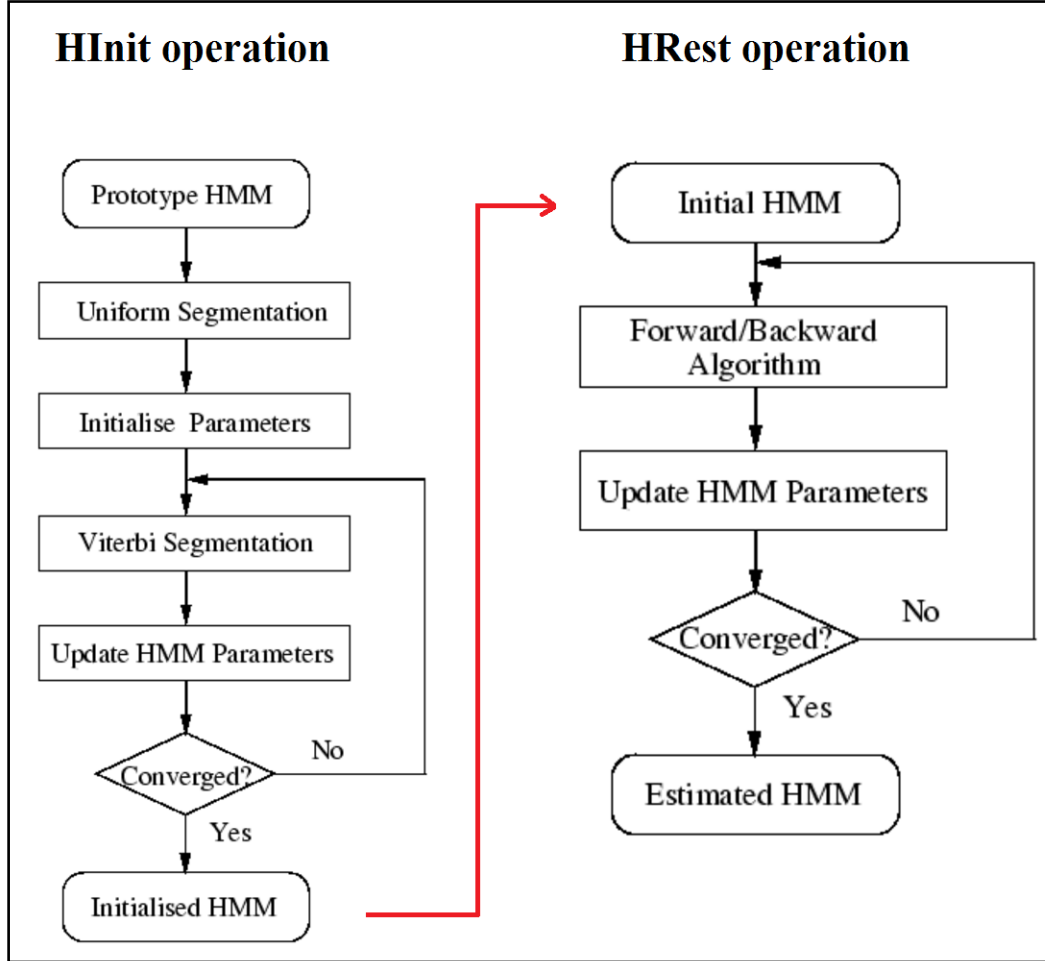 HInit operation
Prototype HMM
Uniform Segmentation
Initialise Parameters
Viterbi Segmentation
Update HMM Parameters
Converged?
No
Yes
Initialised HMM
HRest operation
Initial HMM
Forward/Backward
Algorithm
Update HMM Parameters
Converged?
No
Yes
Estimated HMM